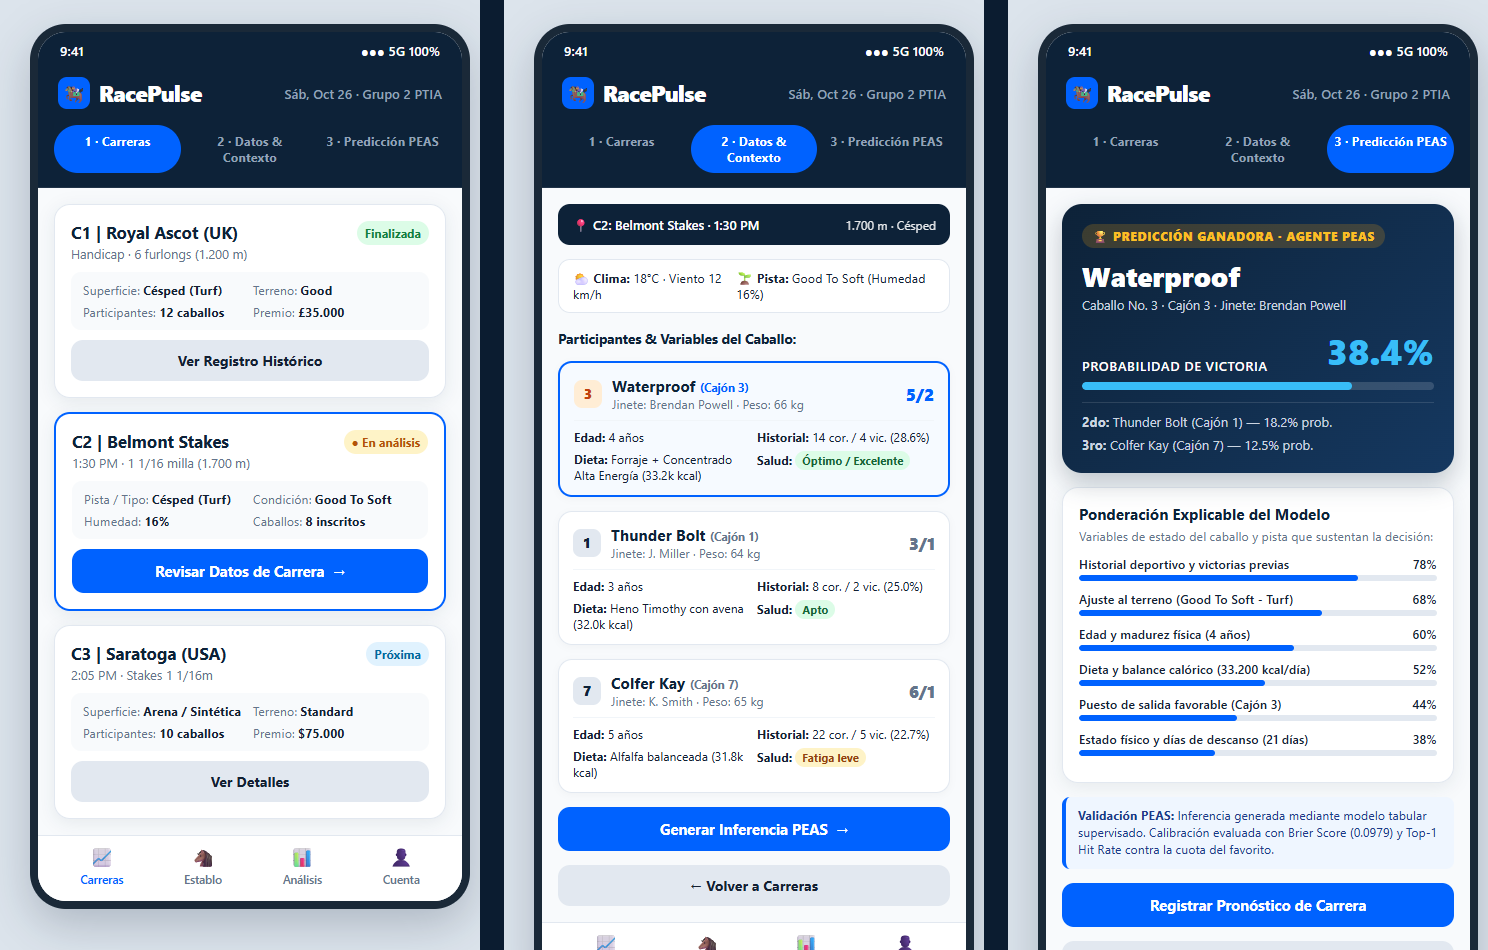 9:41
●●● 5G 100%
RacePulse
Sáb, Oct 26 · Grupo 2 PTIA
1 · Carreras
2 · Datos &
Contexto
3 · Predicción PEAS
C1 | Royal Ascot (UK)
Finalizada
Handicap · 6 furlongs (1.200 m)
Superficie: Césped (Turf)
Terreno: Good
Participantes: 12 caballos
Premio: £35.000
Ver Registro Histórico
C2 | Belmont Stakes
● En análisis
1:30 PM · 1 1/16 milla (1.700 m)
Pista / Tipo: Césped (Turf)
Condición: Good To Soft
Humedad: 16%
Caballos: 8 inscritos
Revisar Datos de Carrera →
C3 | Saratoga (USA)
Próxima
2:05 PM · Stakes 1 1/16m
Superficie: Arena / Sintética
Terreno: Standard
Participantes: 10 caballos
Premio: $75.000
Ver Detalles
Carreras
Establo
Análisis
Cuenta
9:41
●●● 5G 100%
RacePulse
Sáb, Oct 26 · Grupo 2 PTIA
1 · Carreras
2 · Datos &
Contexto
3 · Predicción PEAS
C2: Belmont Stakes · 1:30 PM
1.700 m · Césped
Clima: 18°C · Viento 12
km/h
Pista: Good To Soft (Humedad
16%)
Participantes & Variables del Caballo:
3
Waterproof (Cajón 3)
Jinete: Brendan Powell · Peso: 66 kg
5/2
Edad: 4 años
Historial: 14 cor. / 4 vic. (28.6%)
Dieta: Forraje + Concentrado
Alta Energía (33.2k kcal)
Salud: Óptimo / Excelente
1
Thunder Bolt (Cajón 1)
Jinete: J. Miller · Peso: 64 kg
3/1
Edad: 3 años
Historial: 8 cor. / 2 vic. (25.0%)
Dieta: Heno Timothy con avena
(32.0k kcal)
Salud: Apto
7
Colfer Kay (Cajón 7)
Jinete: K. Smith · Peso: 65 kg
6/1
Edad: 5 años
Historial: 22 cor. / 5 vic. (22.7%)
Dieta: Alfalfa balanceada (31.8k
kcal)
Salud: Fatiga leve
Generar Inferencia PEAS →
← Volver a Carreras
9:41
●●● 5G 100%
RacePulse
Sáb, Oct 26 · Grupo 2 PTIA
1 · Carreras
2 · Datos &
Contexto
3 · Predicción PEAS
PREDICCIÓN GANADORA - AGENTE PEAS
Waterproof
Caballo No. 3 · Cajón 3 · Jinete: Brendan Powell
PROBABILIDAD DE VICTORIA
38.4%
2do: Thunder Bolt (Cajón 1) — 18.2% prob.
3ro: Colfer Kay (Cajón 7) — 12.5% prob.
Ponderación Explicable del Modelo
Variables de estado del caballo y pista que sustentan la decisión:
Historial deportivo y victorias previas
78%
Ajuste al terreno (Good To Soft - Turf)
68%
Edad y madurez física (4 años)
60%
Dieta y balance calórico (33.200 kcal/día)
52%
Puesto de salida favorable (Cajón 3)
44%
Estado físico y días de descanso (21 días)
38%
Validación PEAS: Inferencia generada mediante modelo tabular
supervisado. Calibración evaluada con Brier Score (0.0979) y Top-1
Hit Rate contra la cuota del favorito.
Registrar Pronóstico de Carrera